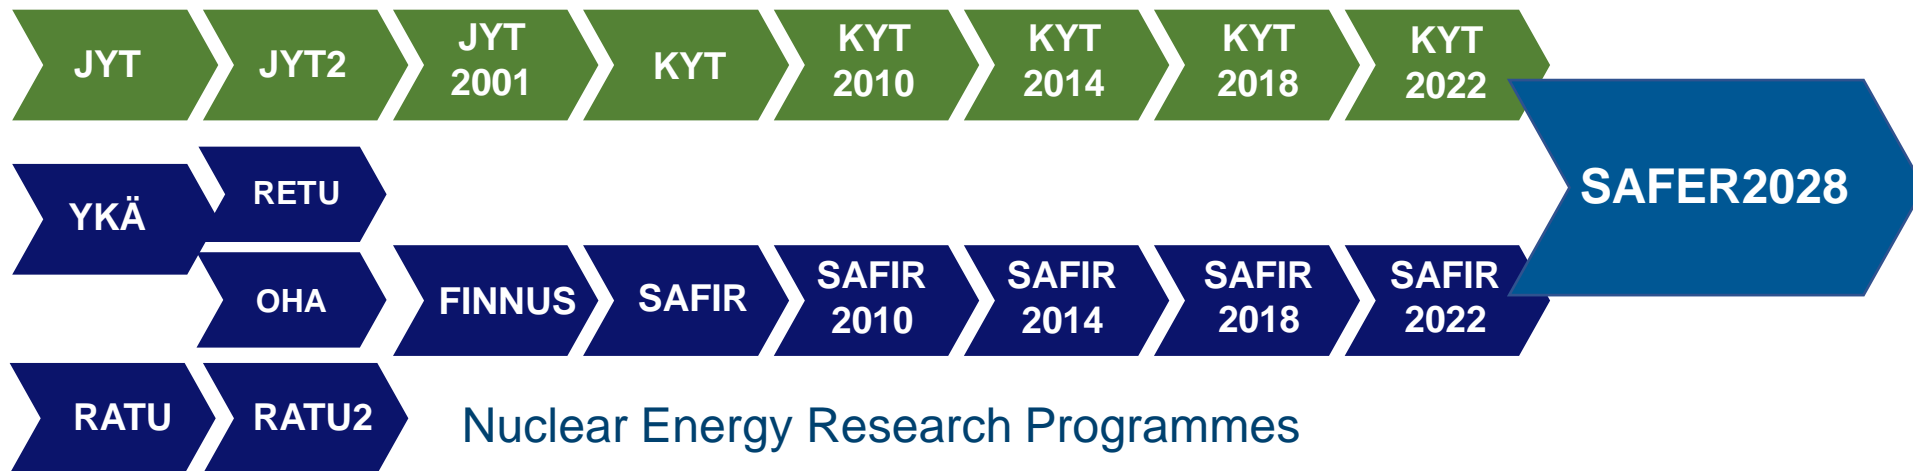 JYT
JYT2
JYT
2001
KYT
KYT
2010
KYT
2014
KYT
2018
KYT
2022
YKÄ
RETU
OHA
FINNUS
SAFIR
SAFIR
2010
SAFIR
2014
SAFIR
2018
SAFIR
2022
SAFER2028
RATU
RATU2
Nuclear Energy Research Programmes